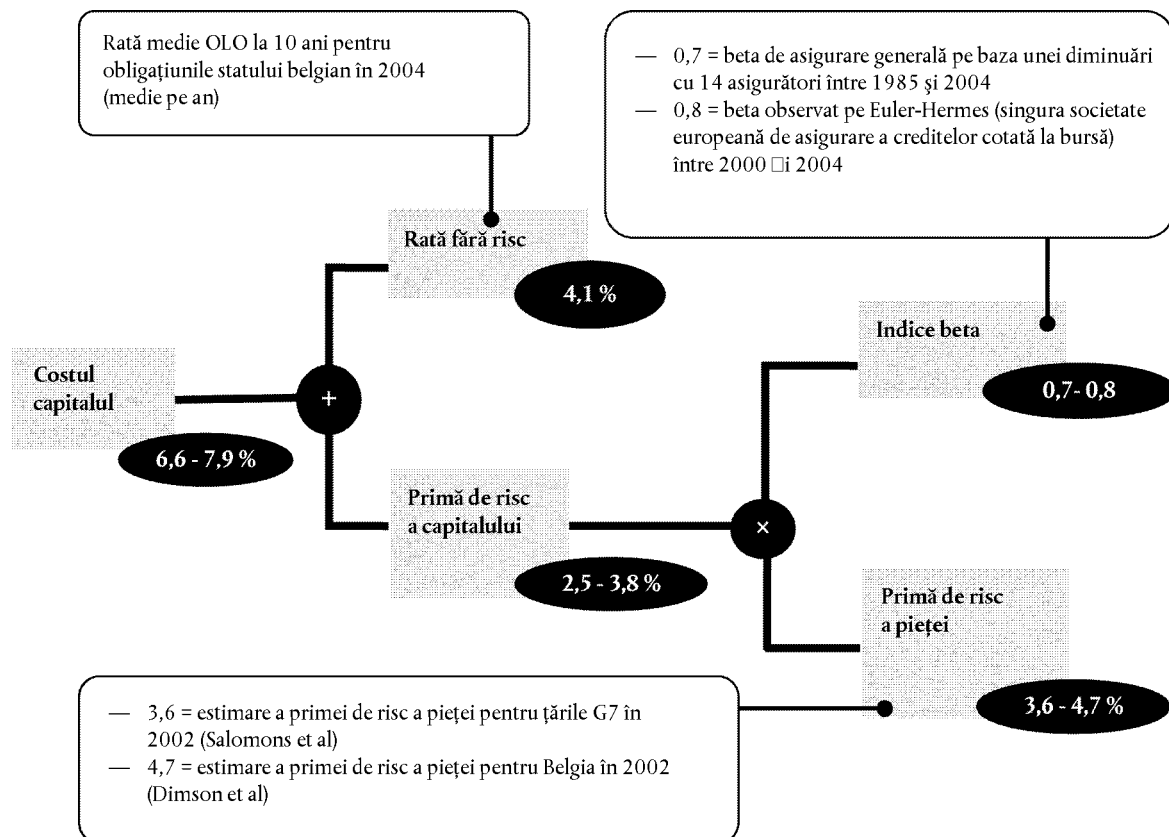 Rată medie OLO la 10 ani pentru
obligațiunile statului belgian în 2004
(medie pe an)
— 0,7 = beta de asigurare generală pe baza unei diminuări
cu 14 asigurători între 1985 şi 2004
— 0,8 = beta observat pe Euler-Hermes (singura societate
europeană de asigurare a creditelor cotată la bursă)
între 2000 □i 2004
Rată fără risc
4,1 %
Indice beta
0,7- 0,8
Costul
capitalul
+
6,6 - 7,9 %
Primă de risc
a capitalului
×
2,5 - 3,8 %
Primă de risc
a pieței
3,6 - 4,7 %
— 3,6 = estimare a primei de risc a pieței pentru țările G7 în
2002 (Salomons et al)
— 4,7 = estimare a primei de risc a pieței pentru Belgia în 2002
(Dimson et al)